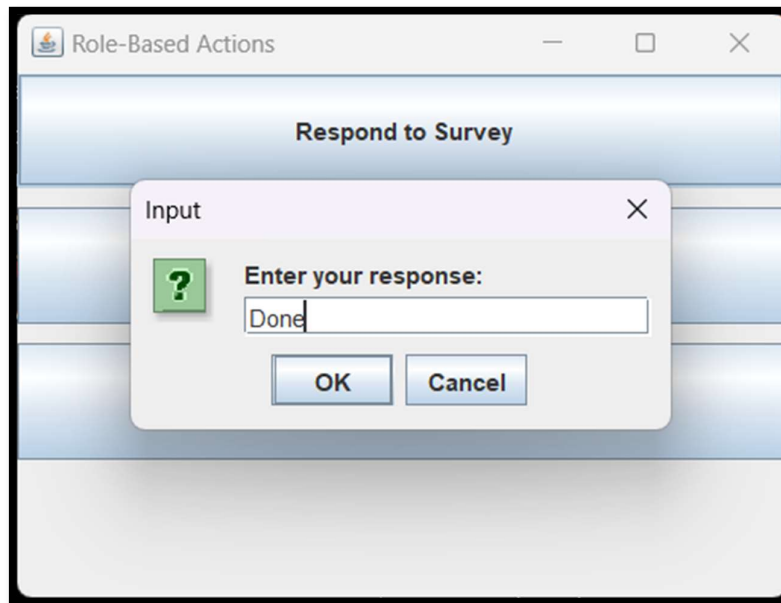 Role-Based Actions
Respond to Survey
Input
?
Enter your response:
Done
OK
Cancel